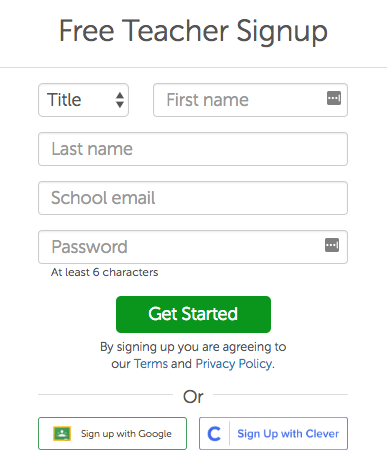 Free Teacher Signup
Title First name
Last name
School email
Password
At least 6 characters
Get Started
By signing up you are agreeing to
our Terms and Privacy Policy.
Or
Sign up with Google C Sign Up with Clever